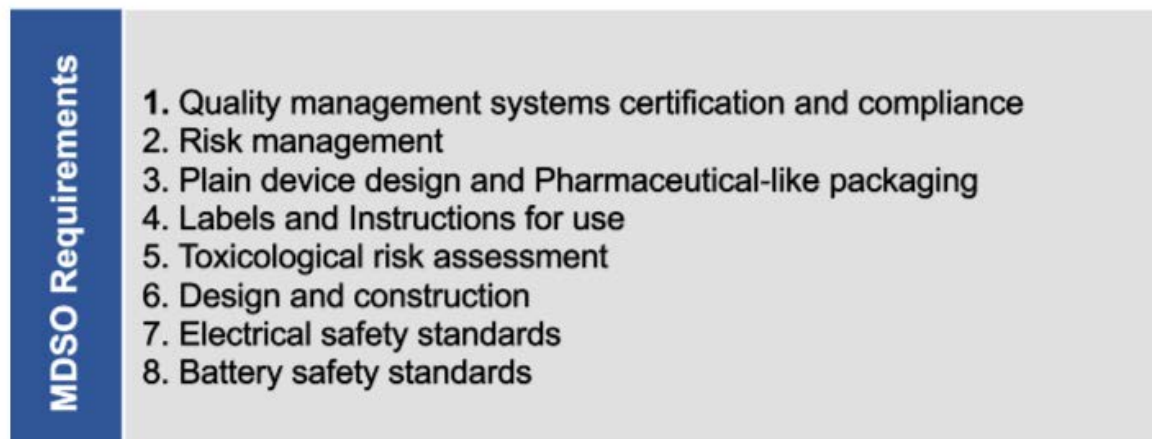 MDSO Requirements
1. Quality management systems certification and compliance
2. Risk management
3. Plain device design and Pharmaceutical-like packaging
4. Labels and Instructions for use
5. Toxicological risk assessment
6. Design and construction
7. Electrical safety standards
8. Battery safety standards